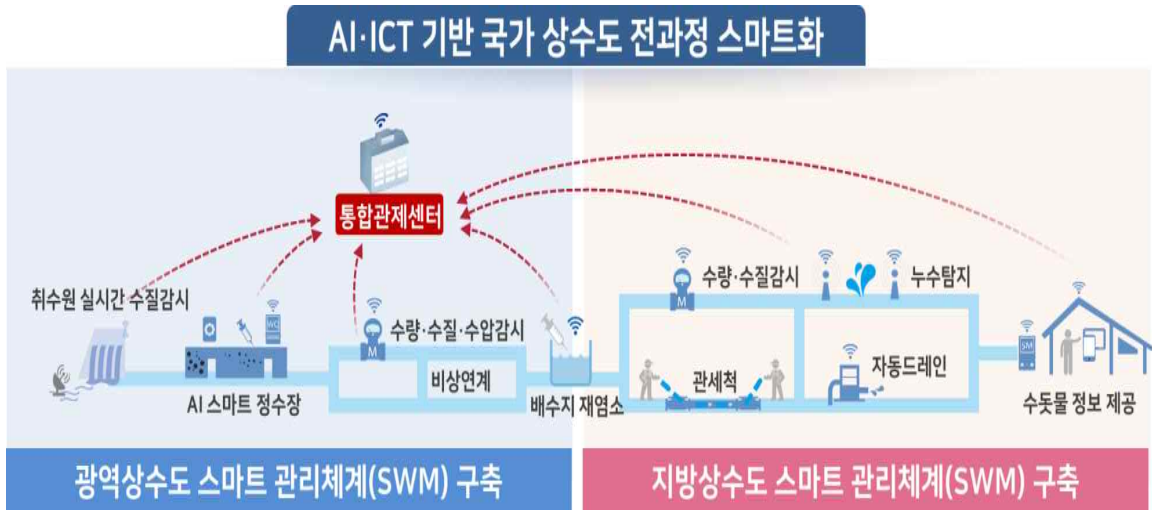 AI·ICT 기반 국가 상수도 전과정 스마트화
통합관제센터
취수원 실시간 수질감시
수량·수질감시
누수탐지
M
WQ
M
수량·수질·수압감시
비상연계
SM
AI 스마트 정수장
배수지 재염소
관세척
자동드레인
수돗물 정보 제공
광역상수도 스마트 관리체계(SWM) 구축
지방상수도 스마트 관리체계(SWM) 구축